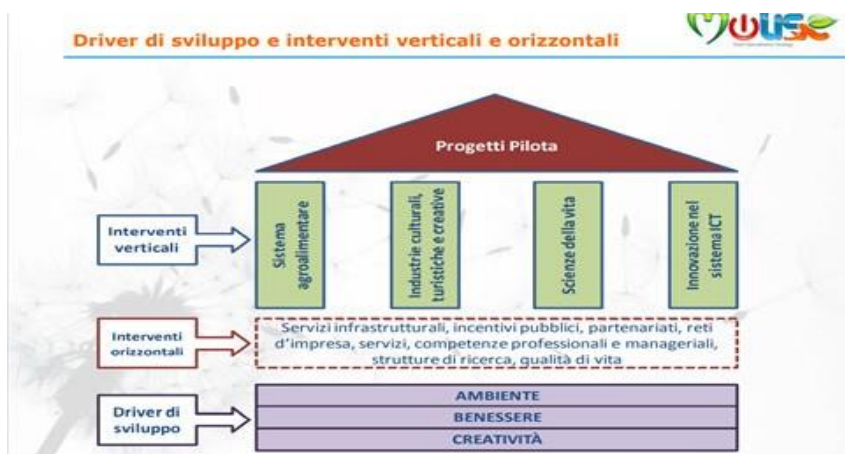 Driver di sviluppo e interventi verticali e orizzontali
Progetti Pilota
Interventi
verticali
Sistema
agroalimentare
Industrie culturali,
turistiche e creative
Scienze della vita
Innovazione nel
sistema ICT
Interventi
orizzontali
Servizi infrastrutturali, incentivi pubblici, partenariati, reti
d'impresa, servizi, competenze professionali e manageriali,
strutture di ricerca, qualità di vita
Driver di
sviluppo
AMBIENTE
BENESSERE
CREATIVITÀ